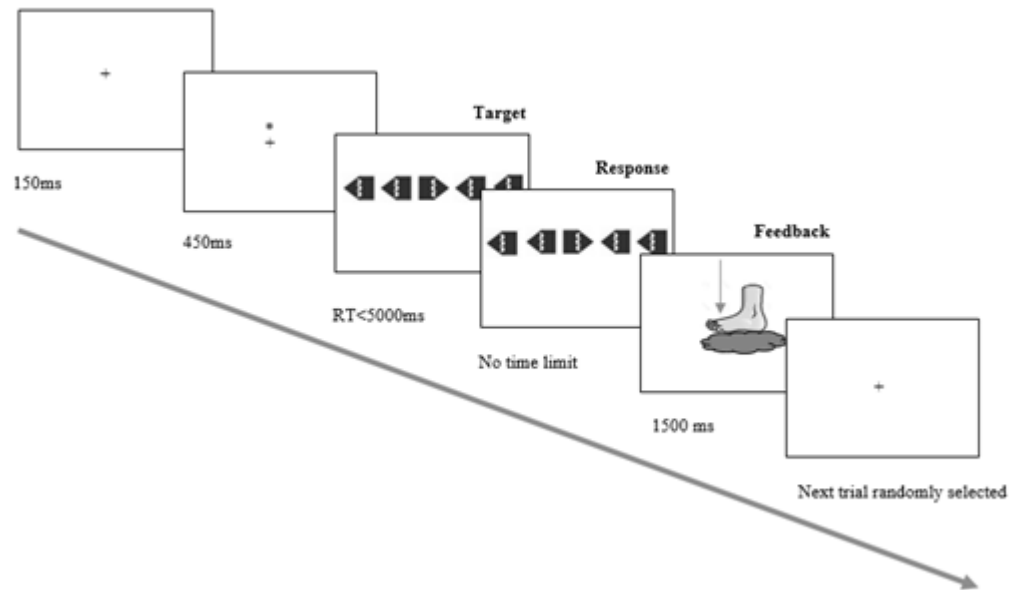 150ms
450ms
Target
RT<5000ms
Response
No time limit
Feedback
1500 ms
Next trial randomly selected